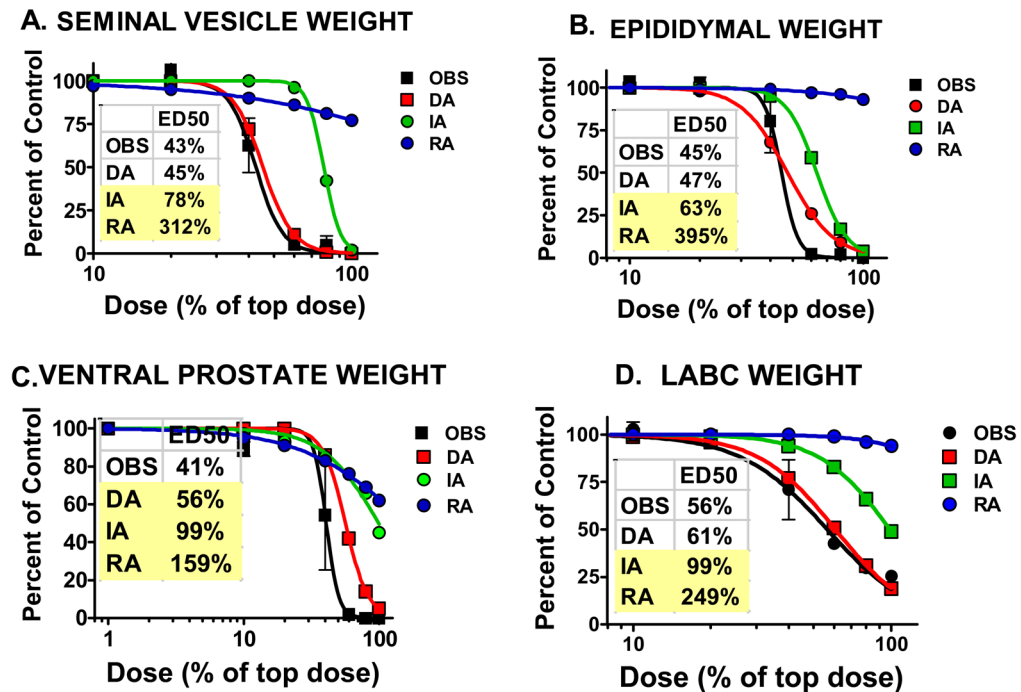 A. SEMINAL VESICLE WEIGHT
Percent of Control
100
75
50
25
0
10
100
Dose (% of top dose)
ED50
OBS 43%
DA 45%
IA 78%
RA 312%
OBS
DA
IA
RA
B. EPIDIDYMAL WEIGHT
Percent of Control
100
75
50
25
0
10
100
Dose (% of top dose)
ED50
OBS 45%
DA 47%
IA 63%
RA 395%
OBS
DA
IA
RA
C. VENTRAL PROSTATE WEIGHT
Percent of Control
100
80
60
40
20
0
1
10
100
Dose (% of top dose)
ED50
OBS 41%
DA 56%
IA 99%
RA 159%
OBS
DA
IA
RA
D. LABC WEIGHT
Percent of Control
100
75
50
25
0
10
100
Dose (% of top dose)
ED50
OBS 56%
DA 61%
IA 99%
RA 249%
OBS
DA
IA
RA